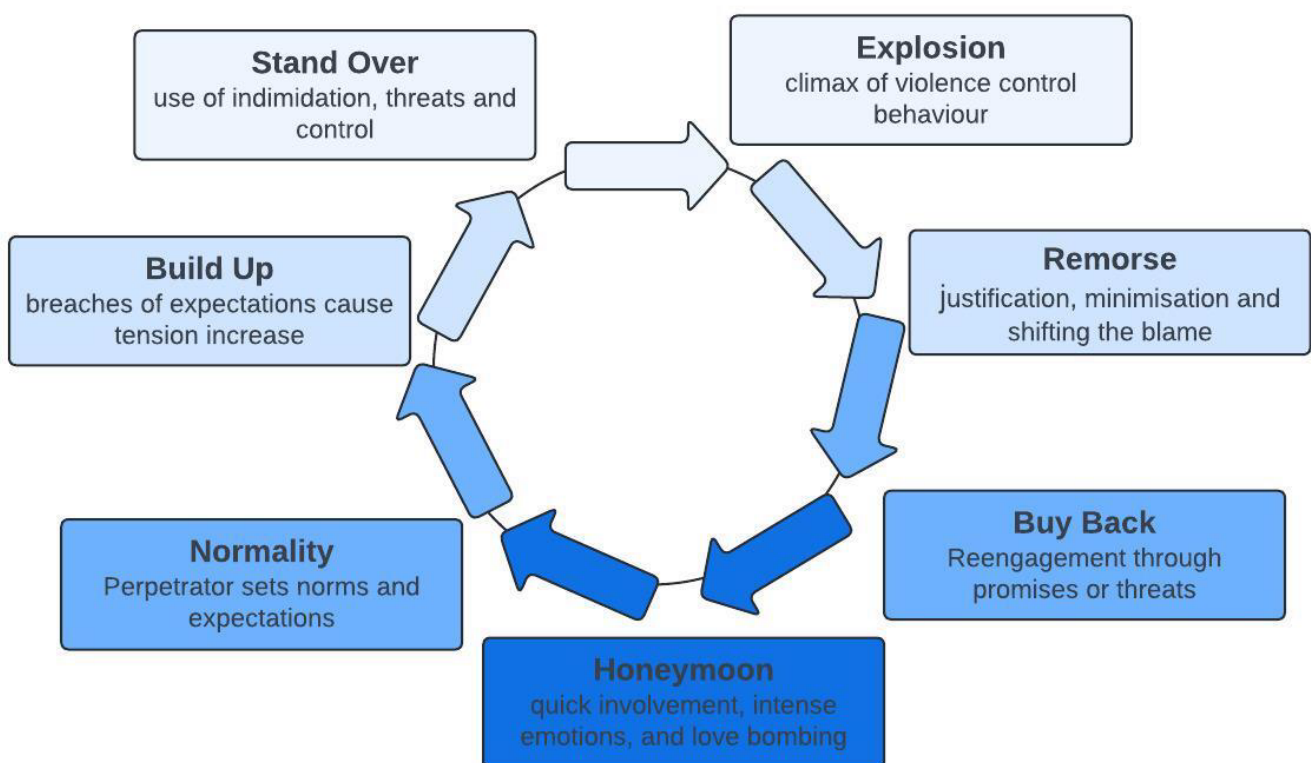 Stand Over
use of indimidation, threats and
control
Explosion
climax of violence control
behaviour
Build Up
breaches of expectations cause
tension increase
Remorse
justification, minimisation and
shifting the blame
Normality
Perpetrator sets norms and
expectations
Buy Back
Reengagement through
promises or threats
Honeymoon
quick involvement, intense
emotions, and love bombing